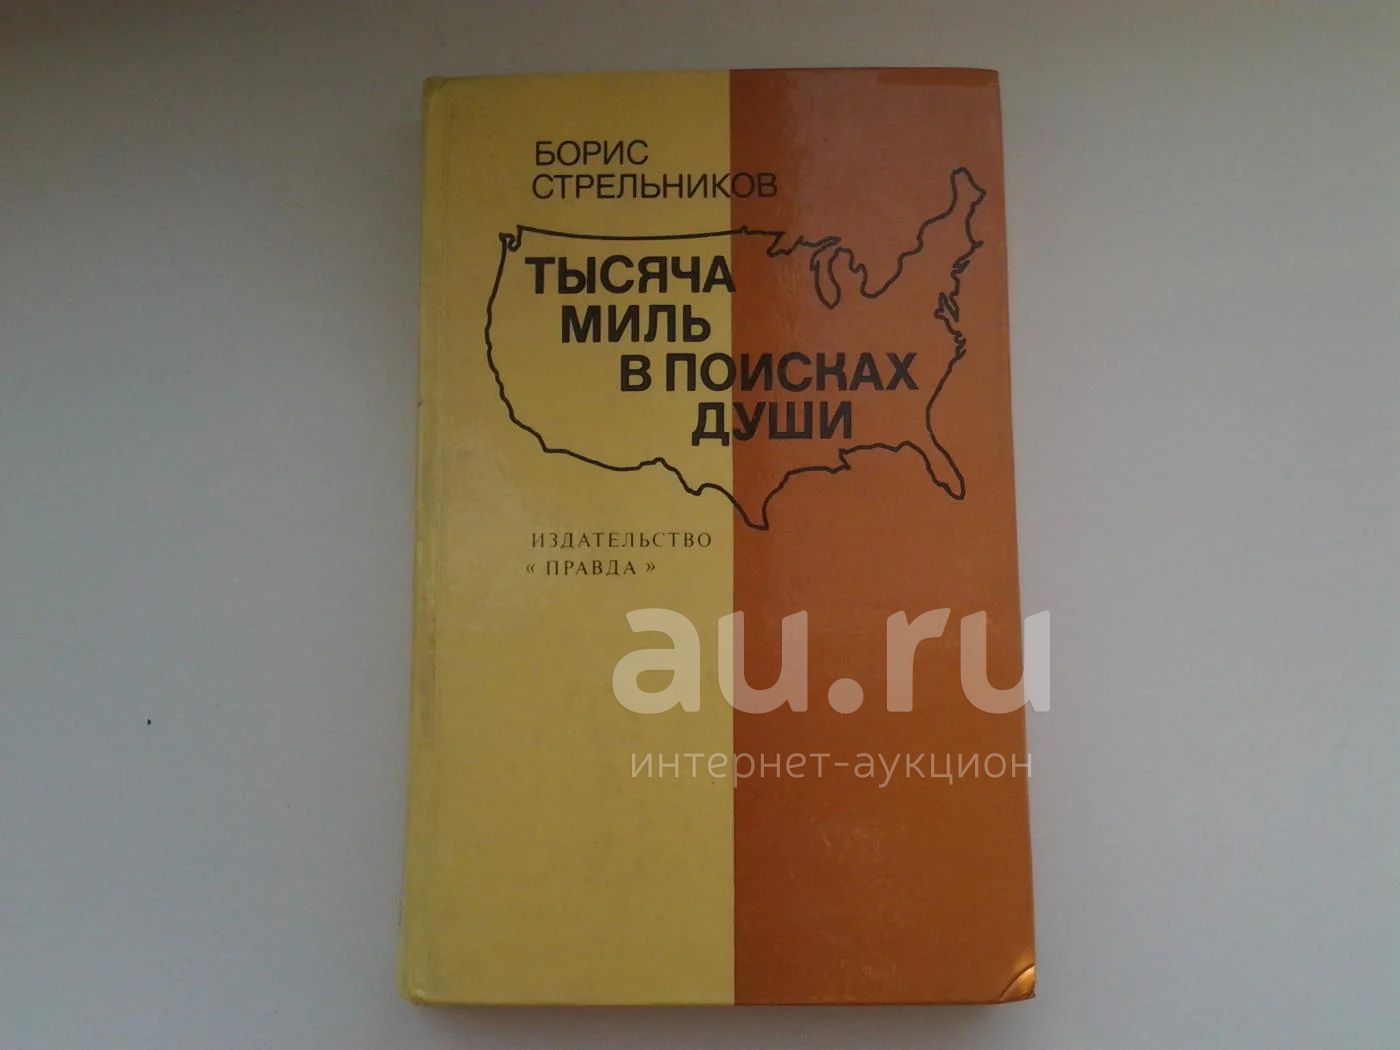 БОРИС
СТРЕЛЬНИКОВ
ТЫСЯЧА
МИЛЬ
В ПОИСКАХ
ДУШИ
ИЗДАТЕЛЬСТВО
« ПРАВДА »
au.ru
интернет-аукцион